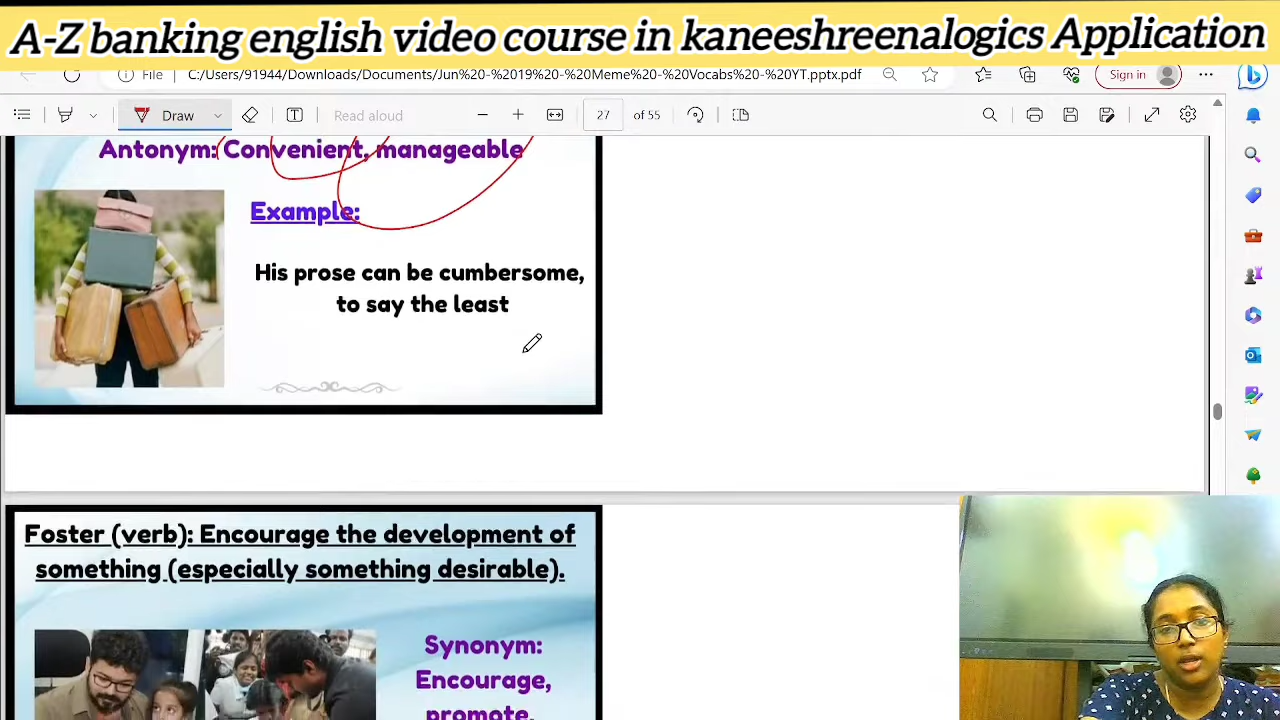 A-Z banking english video course in kaneeshreenalogics Application
File
C:/Users/91944/Downloads/Documents/Jun%20-%2019%20-%20Meme%20-%20Vocabs%20-%20YT.pptx.pdf
Sign in
Draw
Read aloud
27 of 55
Antonym: Convenient, manageable
Example:
His prose can be cumbersome,
to say the least
Foster (verb): Encourage the development of
something (especially something desirable).
Synonym:
Encourage,
promote,